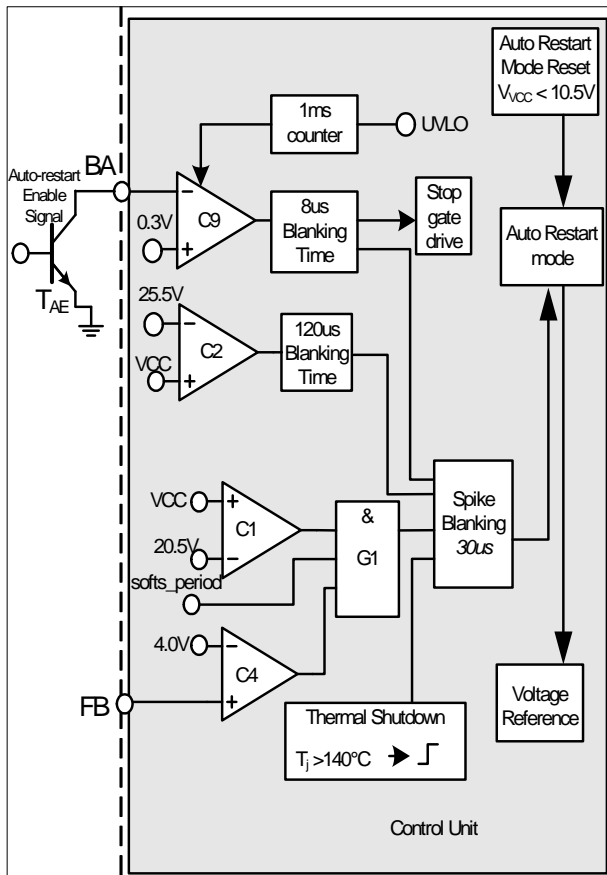 Auto Restart
Mode Reset
V_VCC < 10.5V
1ms
counter
UVLO
BA
Auto-restart
Enable
Signal
T_AE
0.3V
−
+
C9
8us
Blanking
Time
Stop
gate
drive
Auto Restart
mode
25.5V
VCC
−
+
C2
120us
Blanking
Time
VCC
20.5V
+
−
C1
softs_period
&
G1
Spike
Blanking
30us
4.0V
−
+
C4
FB
Thermal Shutdown
T_j >140°C
Voltage
Reference
Control Unit